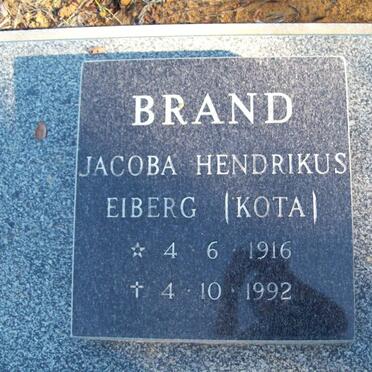 BRAND
JACOBA HENDRIKUS
EIBERG (KOTA)
☆ 4 · 6 · 1916
† 4 · 10 · 1992